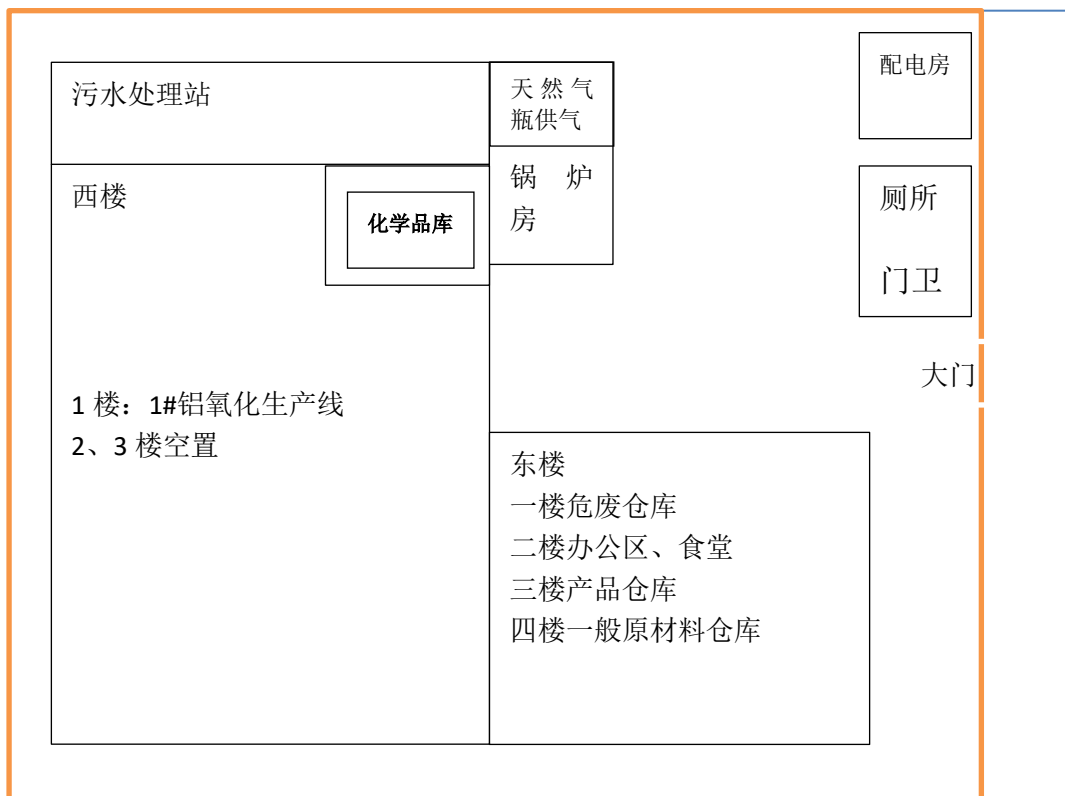 污水处理站
天 然 气
瓶供气
配电房
西楼
化学品库
锅 炉
房
厕所
门卫
大门
1 楼：1#铝氧化生产线
2、3 楼空置
东楼
一楼危废仓库
二楼办公区、食堂
三楼产品仓库
四楼一般原材料仓库